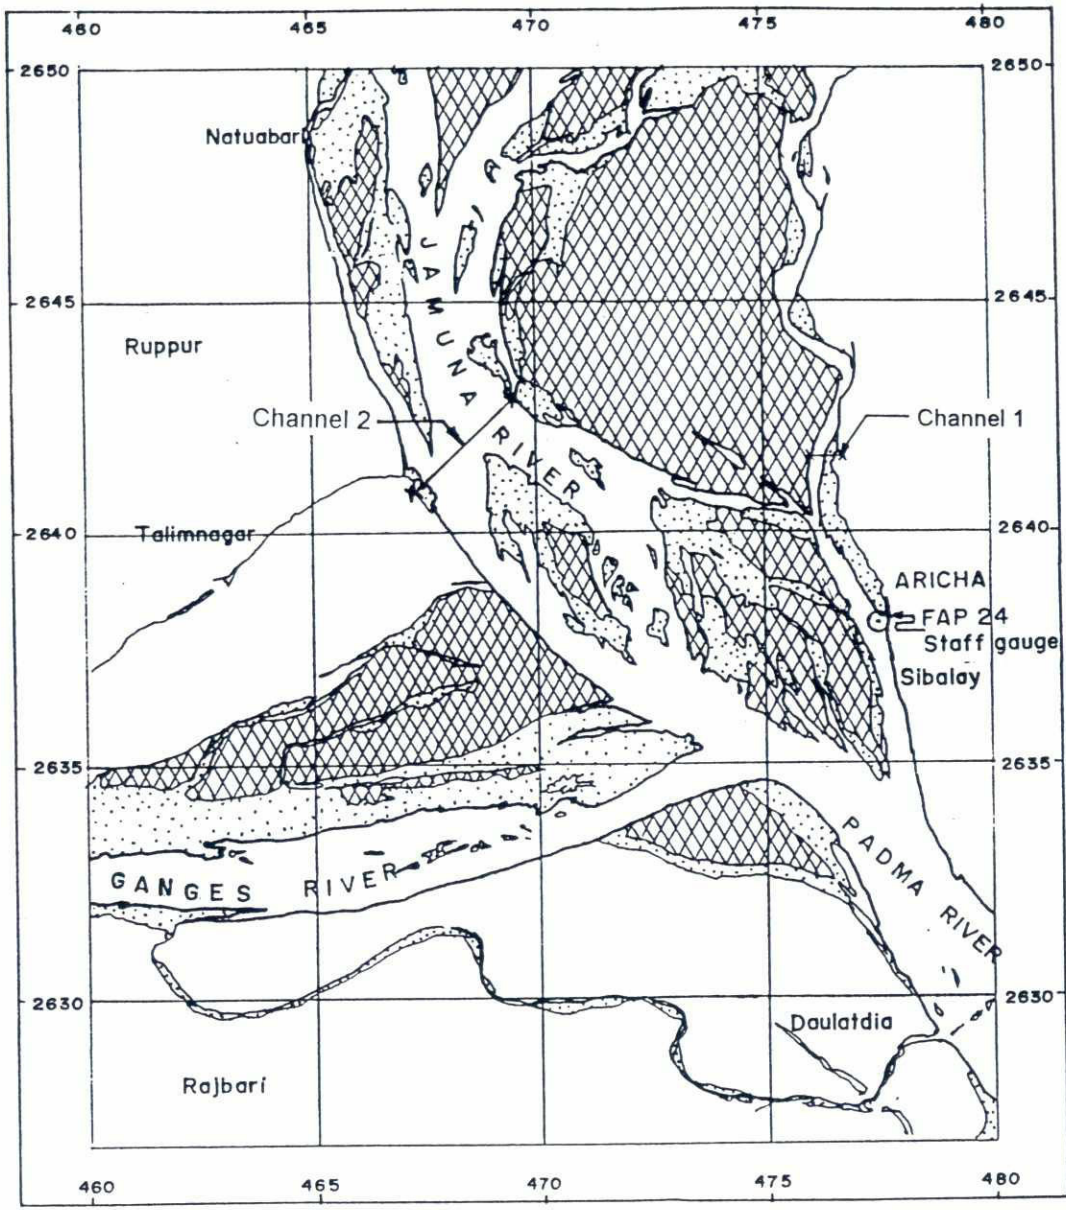 460 465 470 475 480
2650 2650
Natuabar
JAMUNA
2645 2645
Ruppur
Channel 2
Channel 1
RIVER
2640 2640
Talimnagar
ARICHA
FAP 24
Staff gauge
Sibalay
2635 2635
PADMA RIVER
GANGES RIVER
2630 2630
Daulatdia
Rajbari
460 465 470 475 480